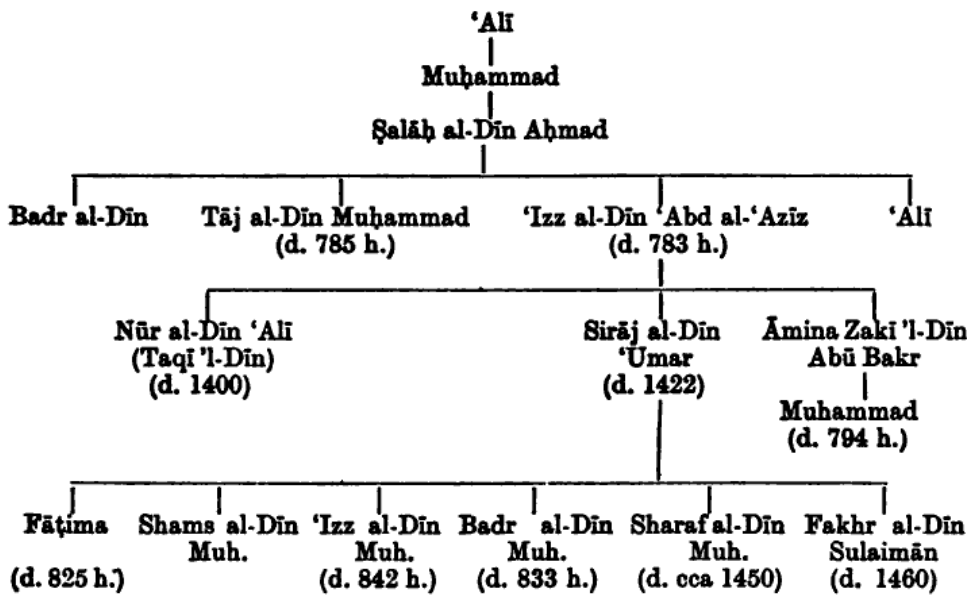 ‘Alī
Muḥammad
Ṣalāḥ al-Dīn Aḥmad
Badr al-Dīn Tāj al-Dīn Muḥammad ‘Izz al-Dīn ‘Abd al-‘Azīz ‘Alī
(d. 785 h.) (d. 783 h.)
Nūr al-Dīn ‘Alī Sirāj al-Dīn Āmina Zakī ’l-Dīn
(Taqī ’l-Dīn) ‘Umar Abū Bakr
(d. 1400) (d. 1422)
Muhammad
(d. 794 h.)
Fāṭima Shams al-Dīn ‘Izz al-Dīn Badr al-Dīn Sharaf al-Dīn Fakhr al-Dīn
Muh. Muh. Muh. Muh. Sulaimān
(d. 825 h.) (d. 842 h.) (d. 833 h.) (d. cca 1450) (d. 1460)